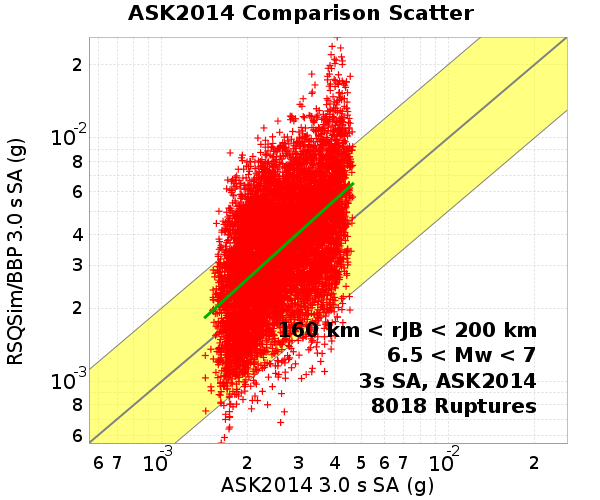 ASK2014 Comparison Scatter
RSQSim/BBP 3.0 s SA (g)
2
10⁻²
8
6
4
3
2
10⁻³
8
6
160 km < rJB < 200 km
6.5 < Mw < 7
3s SA, ASK2014
8018 Ruptures
6 7 10⁻³ 2 3 4 5 6 7 10⁻² 2
ASK2014 3.0 s SA (g)